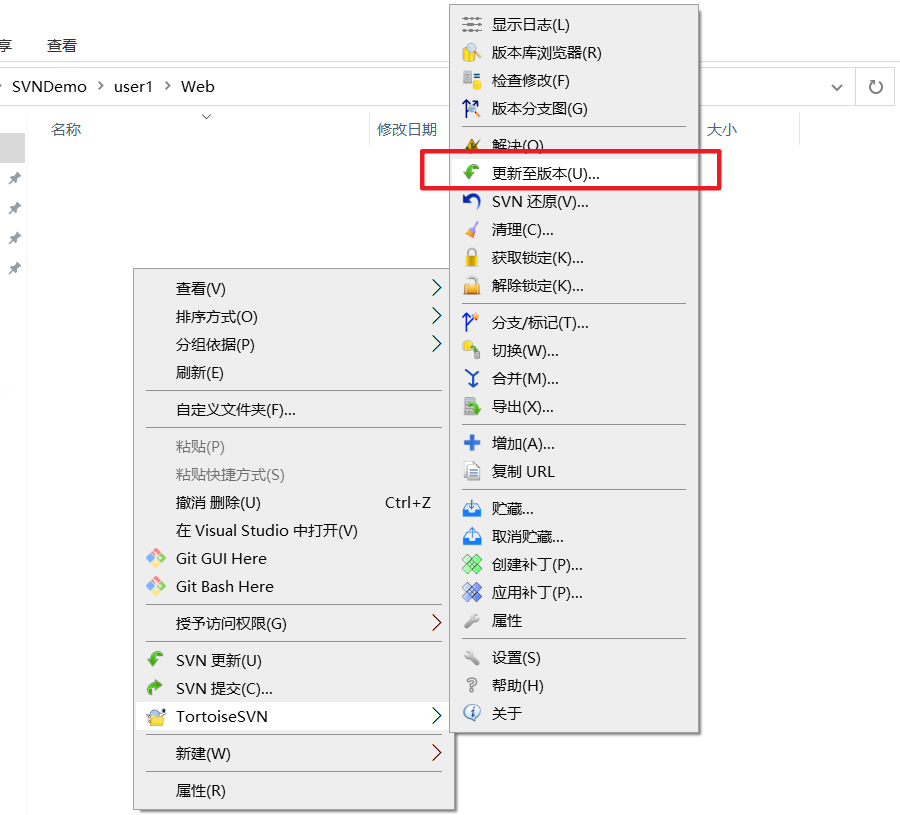 享
查看
SVNDemo
user1
Web
名称
修改日期
大小
查看(V)
排序方式(O)
分组依据(P)
刷新(E)
自定义文件夹(F)...
粘贴(P)
粘贴快捷方式(S)
撤消 删除(U) Ctrl+Z
在 Visual Studio 中打开(V)
Git GUI Here
Git Bash Here
授予访问权限(G)
SVN 更新(U)
SVN 提交(C)...
TortoiseSVN
新建(W)
属性(R)
显示日志(L)
版本库浏览器(R)
检查修改(F)
版本分支图(G)
解决(O)
更新至版本(U)...
SVN 还原(V)...
清理(C)...
获取锁定(K)...
解除锁定(K)...
分支/标记(T)...
切换(W)...
合并(M)...
导出(X)...
增加(A)...
复制 URL
贮藏...
取消贮藏...
创建补丁(P)...
应用补丁(P)...
属性
设置(S)
帮助(H)
关于